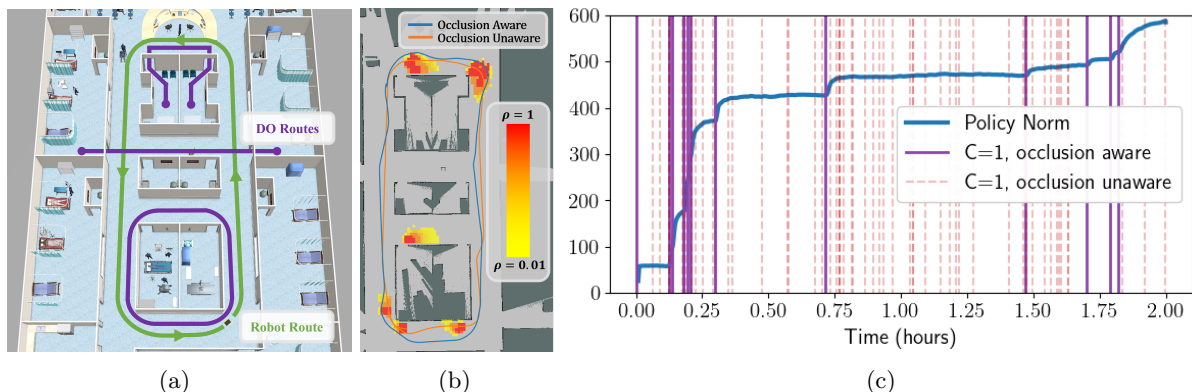 DO Routes
Robot Route
(a)
Occlusion Aware
Occlusion Unaware
ρ = 1
ρ = 0.01
(b)
600
500
400
300
200
100
0
Policy Norm
C=1, occlusion aware
C=1, occlusion unaware
0.00 0.25 0.50 0.75 1.00 1.25 1.50 1.75 2.00
Time (hours)
(c)